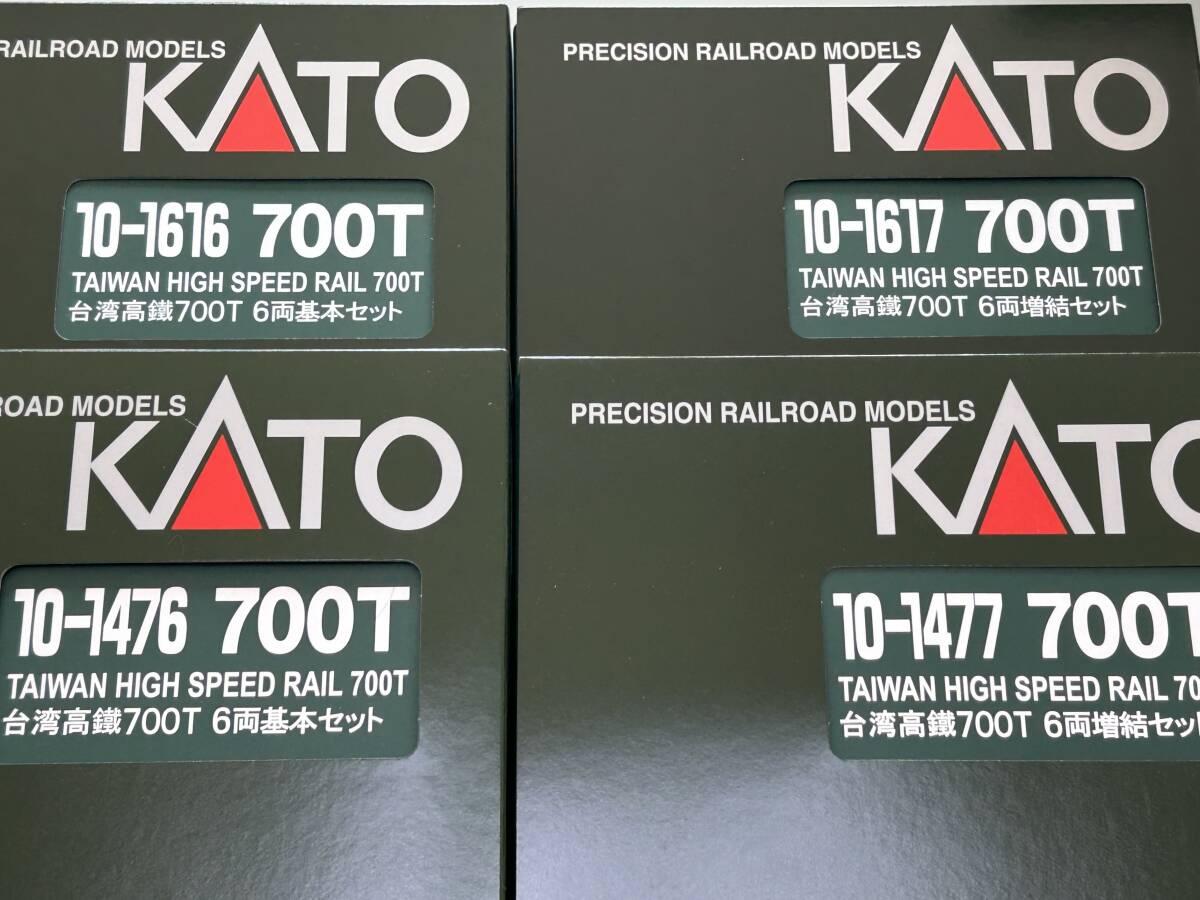 RAILROAD MODELS
KATO
10-1616 700T
TAIWAN HIGH SPEED RAIL 700T
台湾高鐵700T 6両基本セット
PRECISION RAILROAD MODELS
KATO
10-1617 700T
TAIWAN HIGH SPEED RAIL 700T
台湾高鐵700T 6両増結セット
ROAD MODELS
KATO
10-1476 700T
TAIWAN HIGH SPEED RAIL 700T
台湾高鐵700T 6両基本セット
PRECISION RAILROAD MODELS
KATO
10-1477 700T
TAIWAN HIGH SPEED RAIL 70
台湾高鐵700T 6両増結セッ